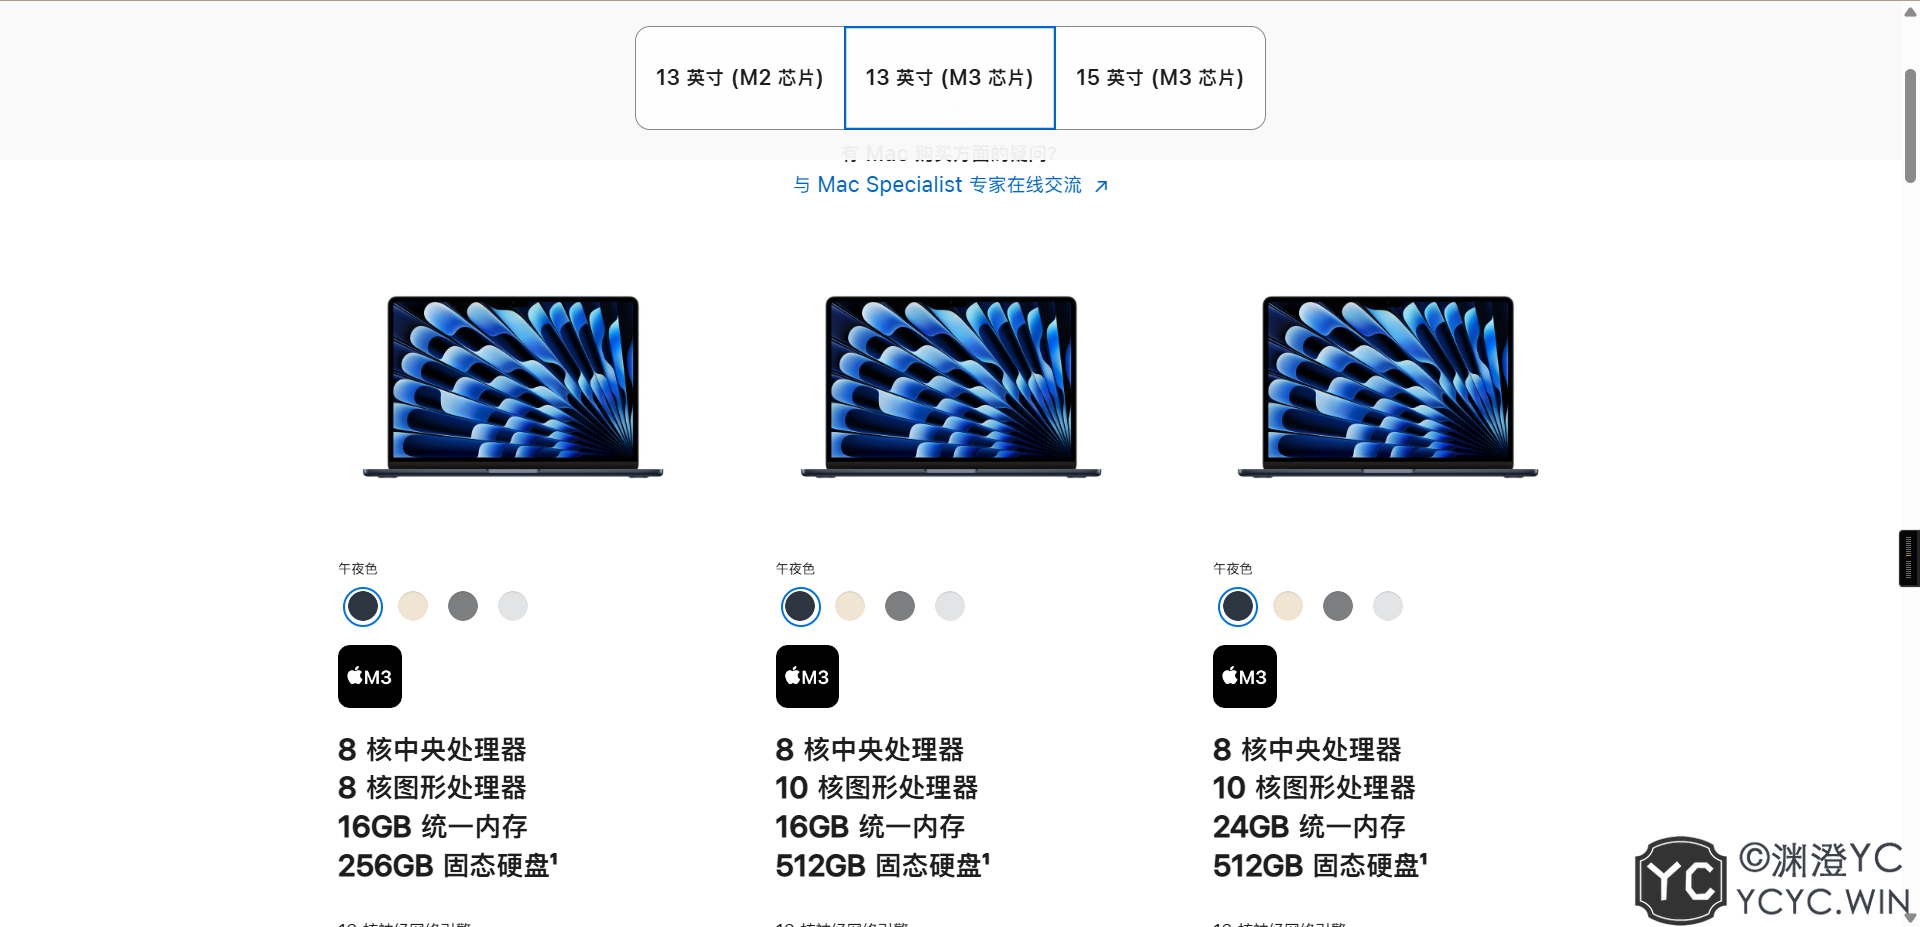 13 英寸 (M2 芯片)
13 英寸 (M3 芯片)
15 英寸 (M3 芯片)
有 Mac 购买方面的疑问?
与 Mac Specialist 专家在线交流 ↗
午夜色
午夜色
午夜色
M3
M3
M3
8 核中央处理器
8 核图形处理器
16GB 统一内存
256GB 固态硬盘¹
8 核中央处理器
10 核图形处理器
16GB 统一内存
512GB 固态硬盘¹
8 核中央处理器
10 核图形处理器
24GB 统一内存
512GB 固态硬盘¹
YC
©渊澄YC
YCYC.WIN